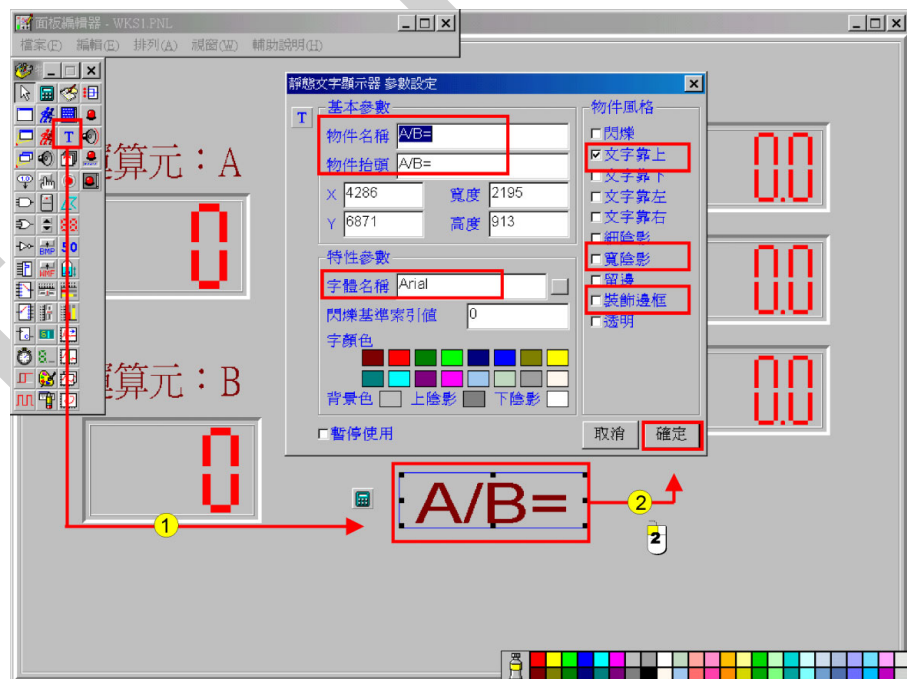 面板編輯器 - WKS1.PNL
檔案(F) 編輯(E) 排列(A) 視窗(W) 輔助說明(H)
靜態文字顯示器 參數設定
T
基本參數
物件名稱 A/B=
物件抬頭 A/B=
X 4286 寬度 2195
Y 6871 高度 913
特性參數
字體名稱 Arial
閃爍基準索引值 0
字顏色
背景色 上陰影 下陰影
暫停使用
物件風格
閃爍
文字靠上
文字靠下
文字靠左
文字靠右
細陰影
寬陰影
留邊
裝飾邊框
透明
取消 確定
T
BMP 50
WMF
算元：A
0
算元：B
0
0.0
0.0
0.0
A/B=
1
2
2